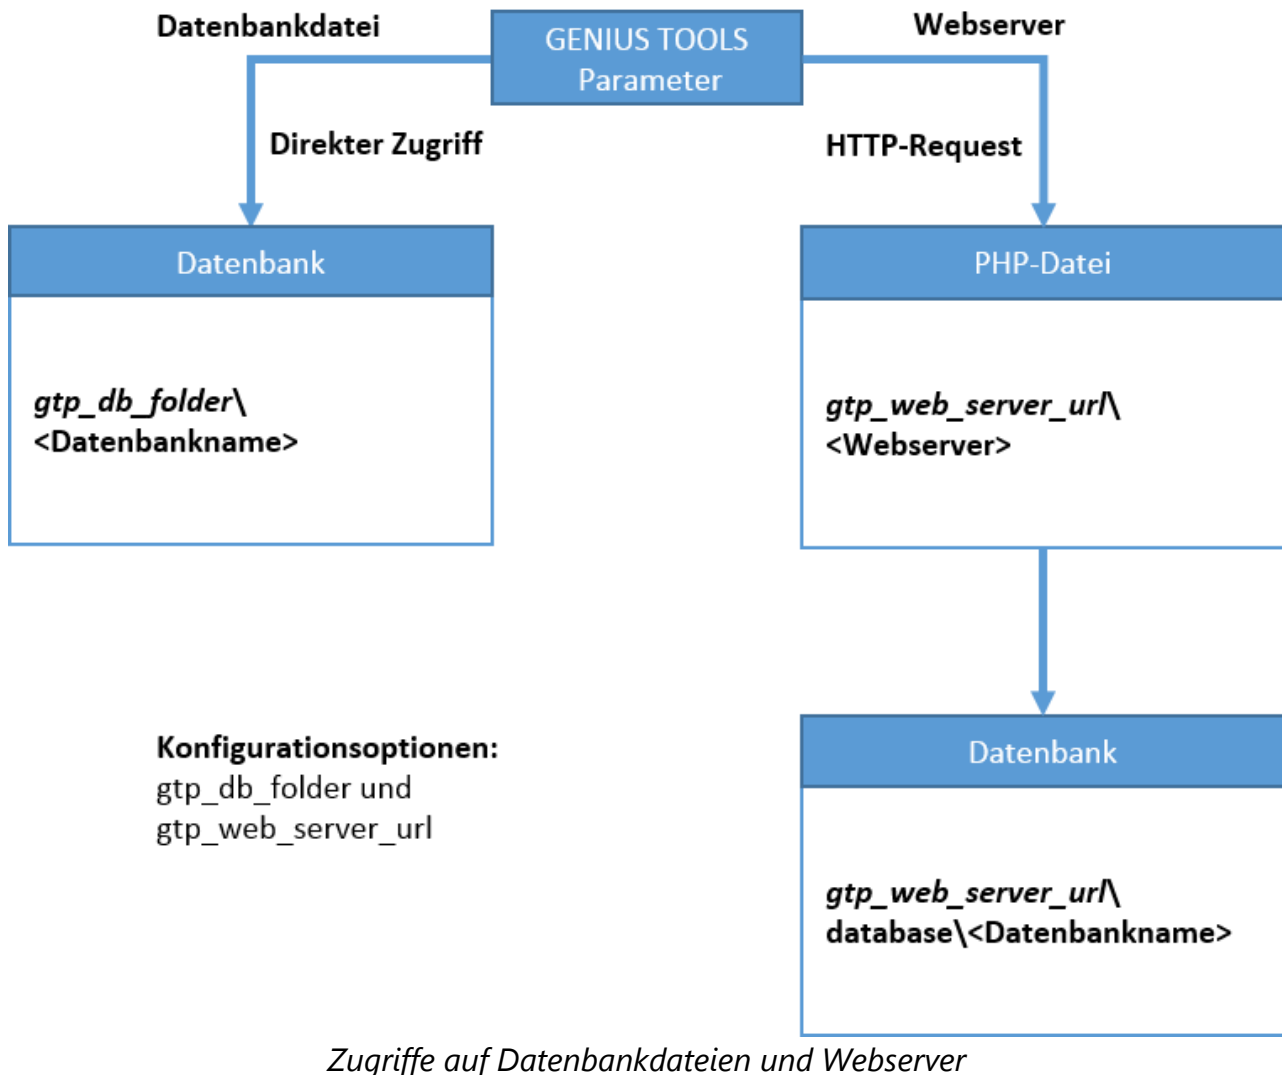 Datenbankdatei
GENIUS TOOLS
Parameter
Webserver
Direkter Zugriff
HTTP-Request
Datenbank
gtp_db_folder\
<Datenbankname>
PHP-Datei
gtp_web_server_url\
<Webserver>
Konfigurationsoptionen:
gtp_db_folder und
gtp_web_server_url
Datenbank
gtp_web_server_url\
database\<Datenbankname>
Zugriffe auf Datenbankdateien und Webserver